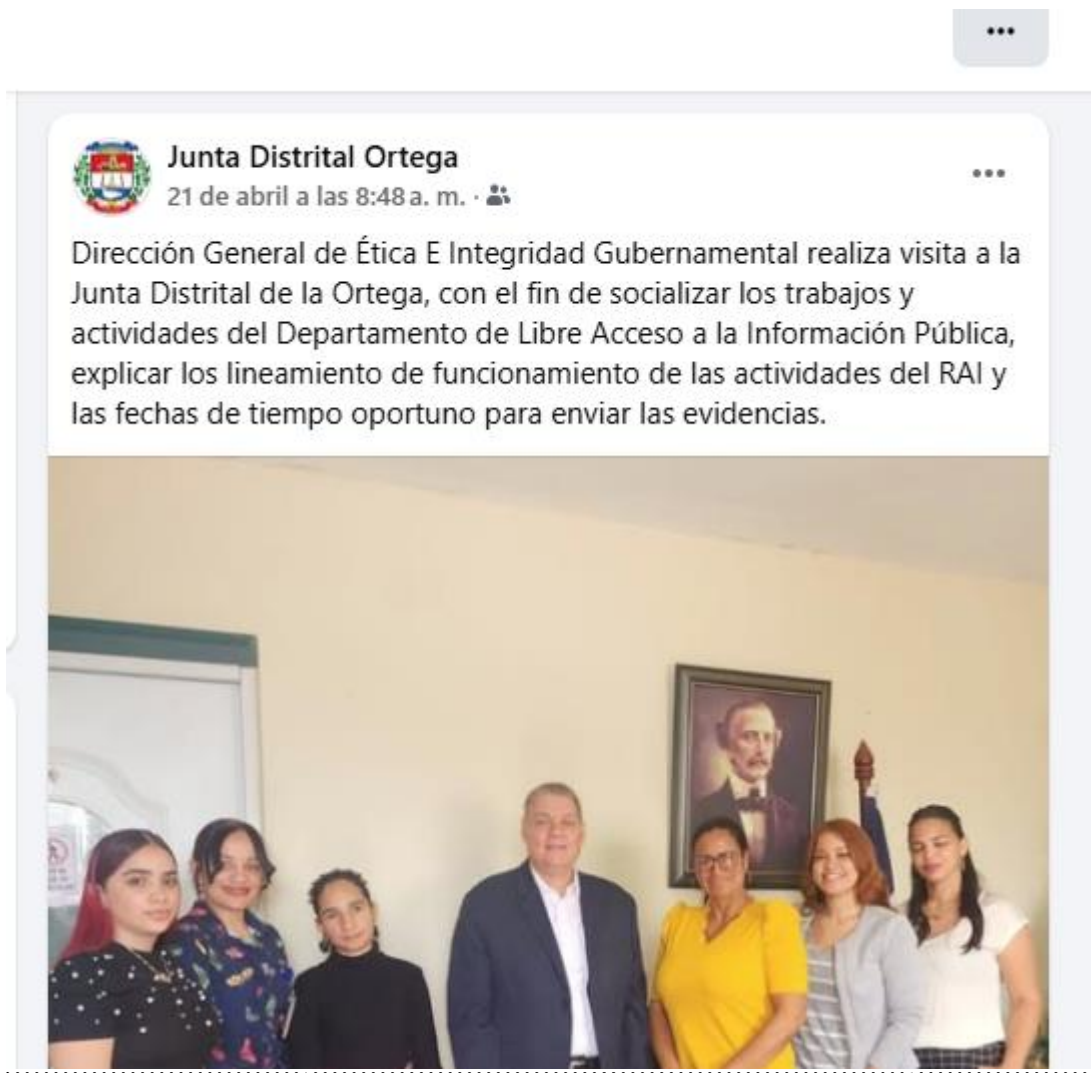 Junta Distrital Ortega
21 de abril a las 8:48 a. m. ·
Dirección General de Ética E Integridad Gubernamental realiza visita a la
Junta Distrital de la Ortega, con el fin de socializar los trabajos y
actividades del Departamento de Libre Acceso a la Información Pública,
explicar los lineamiento de funcionamiento de las actividades del RAI y
las fechas de tiempo oportuno para enviar las evidencias.